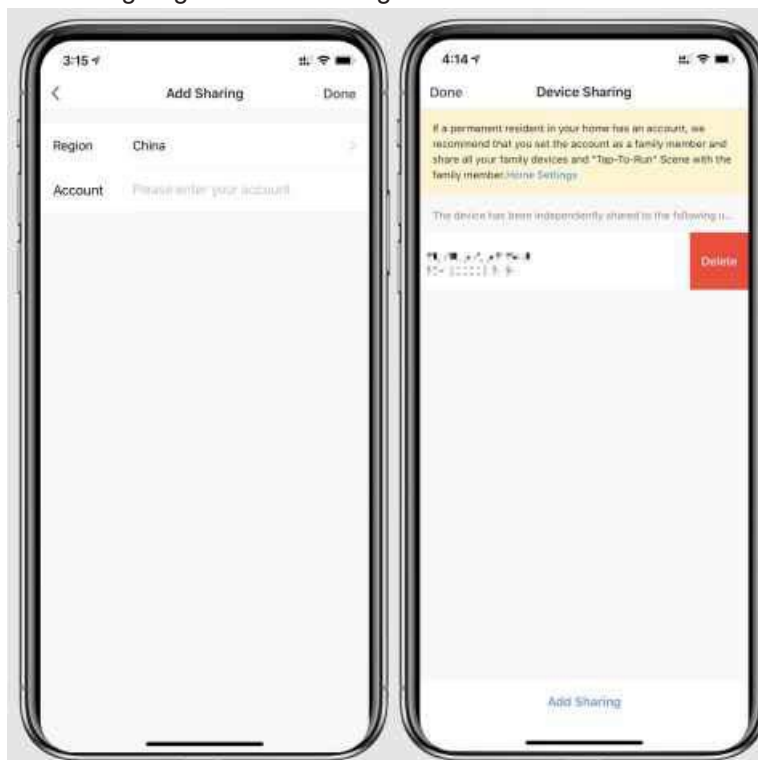 3:15
Add Sharing
Done
Region
China
Account
Please enter your account
4:14
Done
Device Sharing
If a permanent resident in your home has an account, we
recommend that you set the account as a family member and
share all your family devices and "Tap-To-Run" Scene with the
family member.Home Settings
The device has been independently shared to the following u...
Delete
Add Sharing